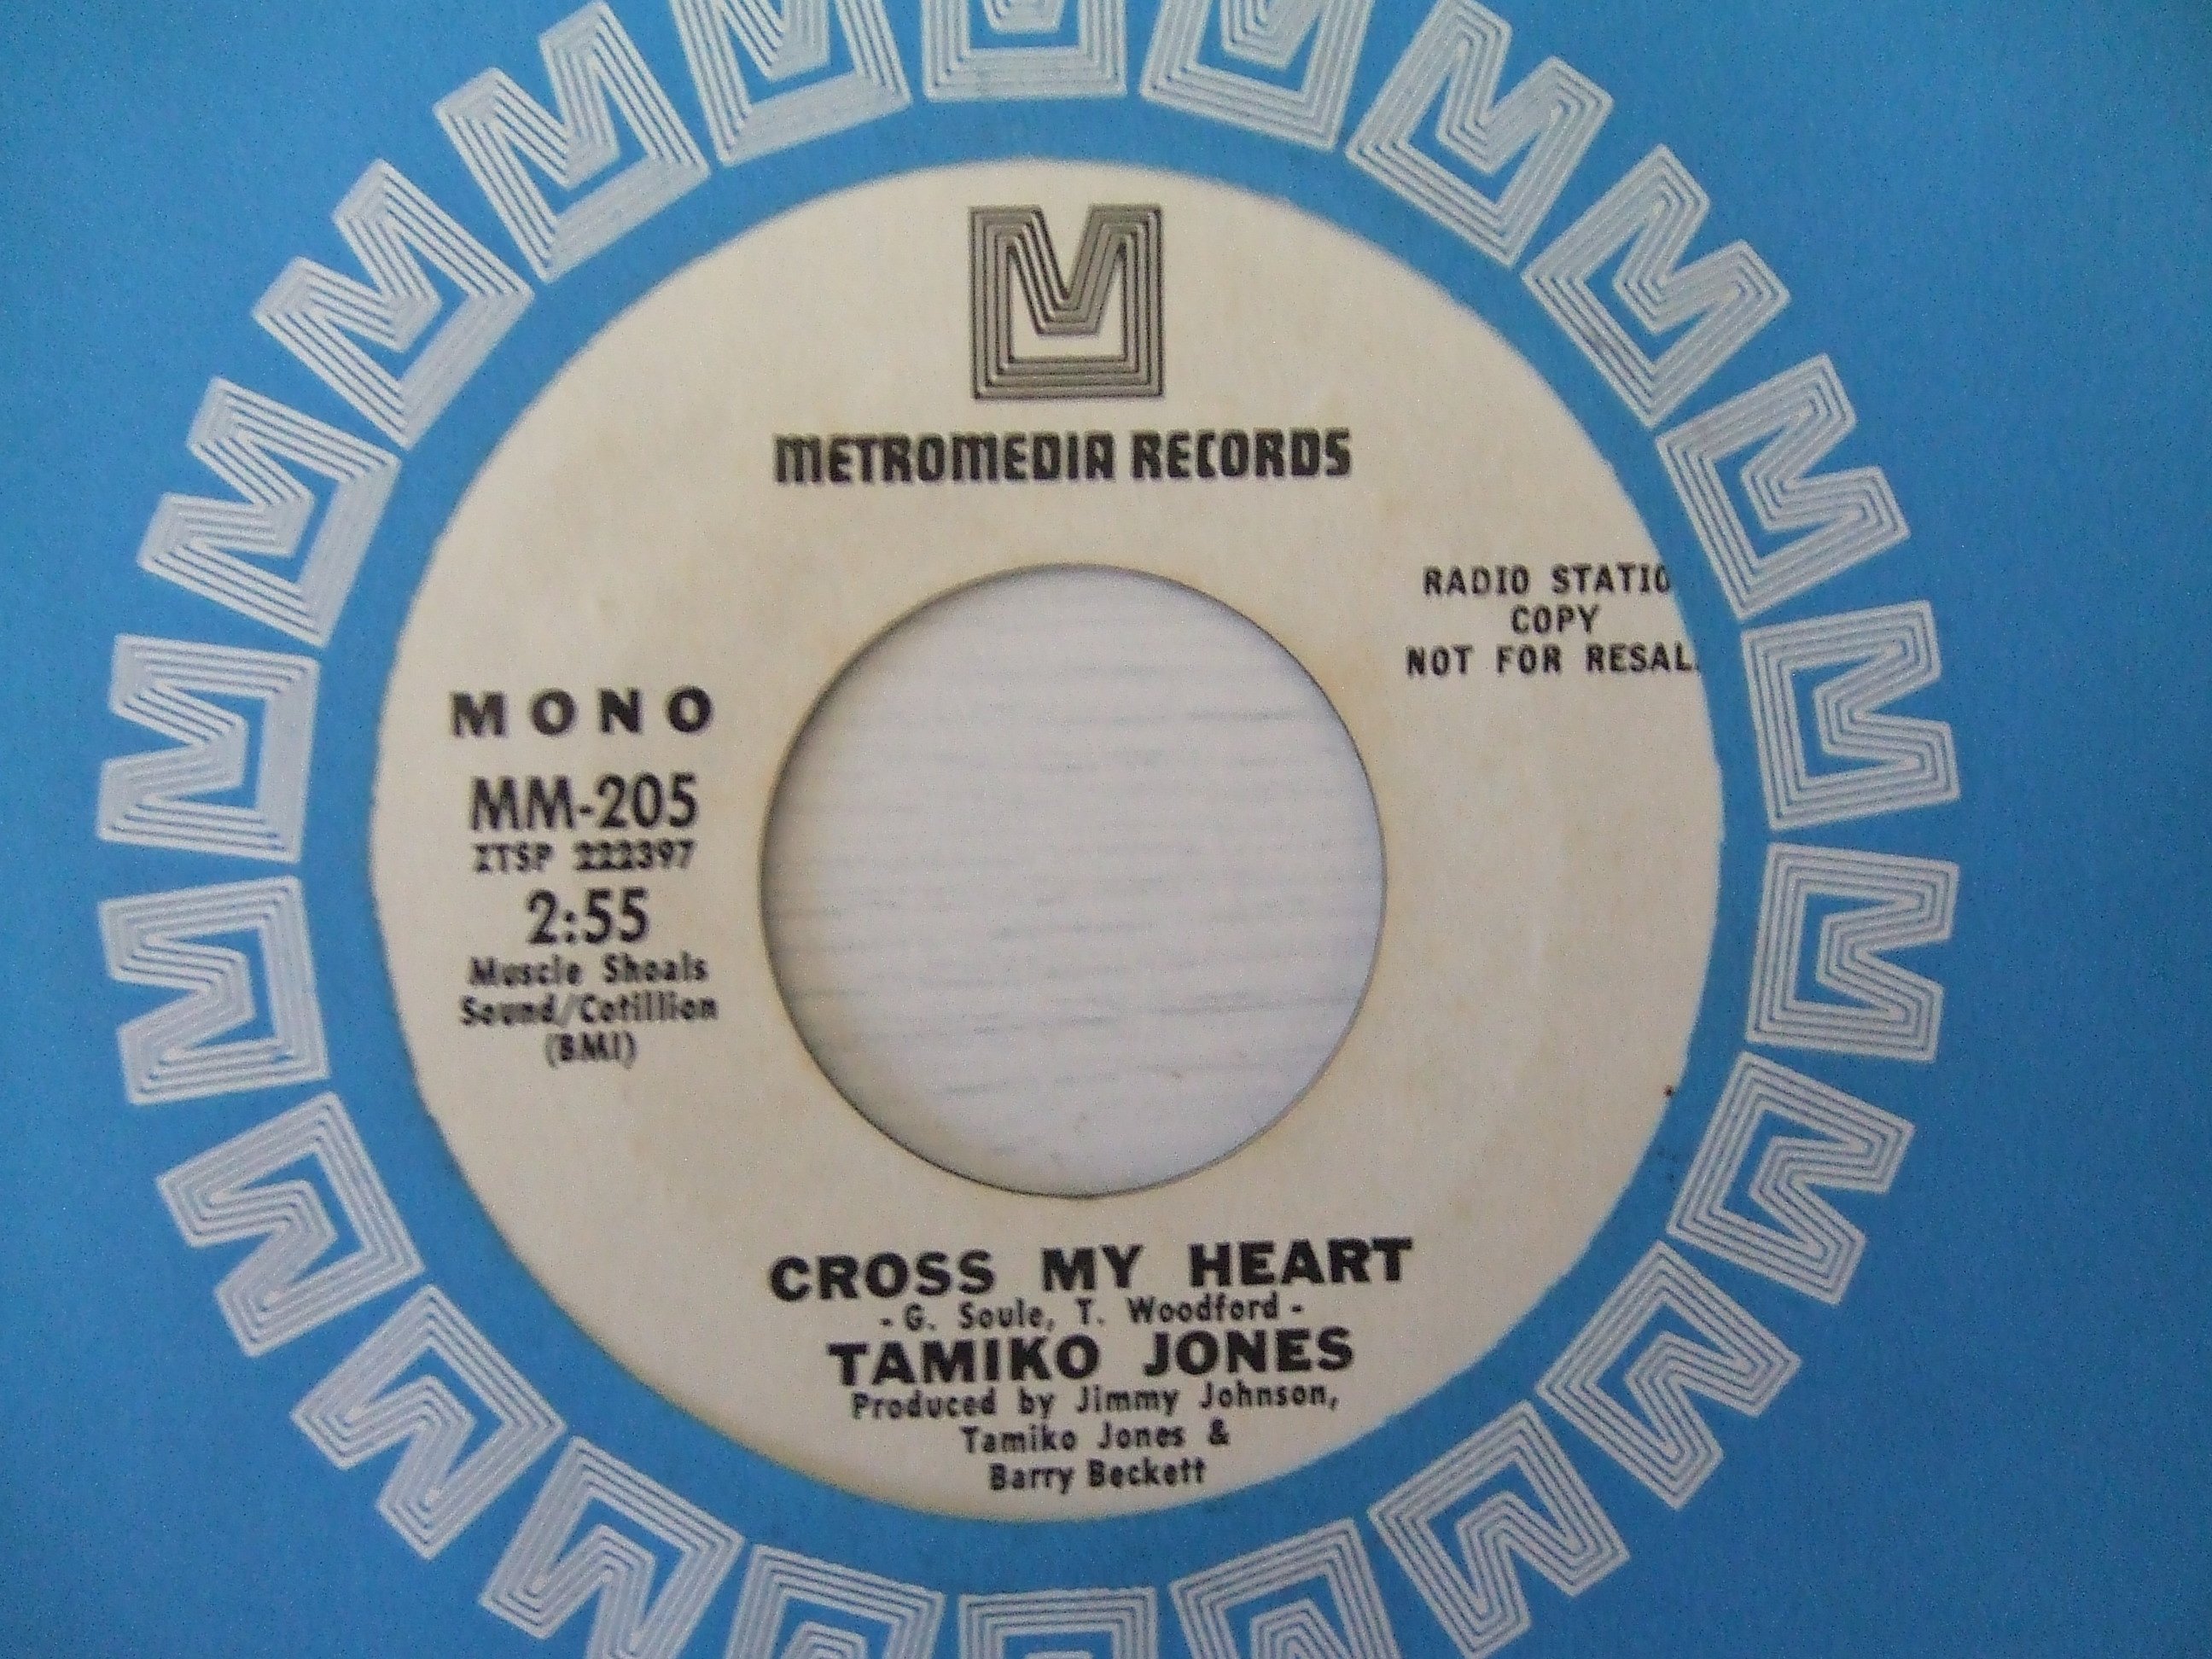 METROMEDIA RECORDS
RADIO STATIO
COPY
NOT FOR RESAL
MONO
MM-205
ZTSP 222397
2:55
Muscle Shoals
Sound/Cotillion
(BMI)
CROSS MY HEART
- G. Soule, T. Woodford -
TAMIKO JONES
Produced by Jimmy Johnson,
Tamiko Jones &
Barry Beckett